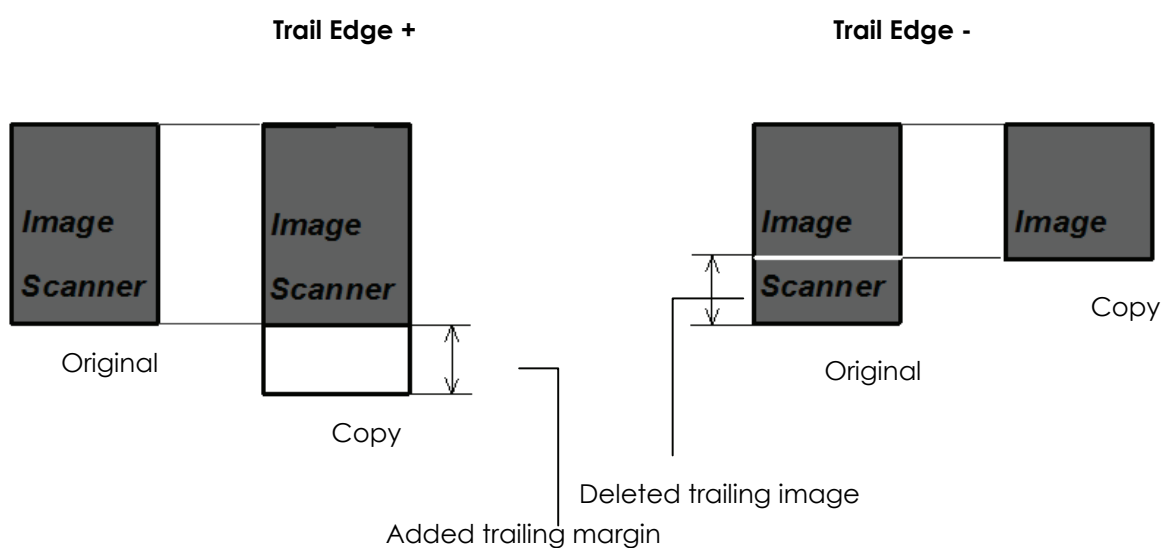 Trail Edge +
Trail Edge -
Image
Scanner
Original
Image
Scanner
Copy
Added trailing margin
Image
Scanner
Original
Image
Copy
Deleted trailing image